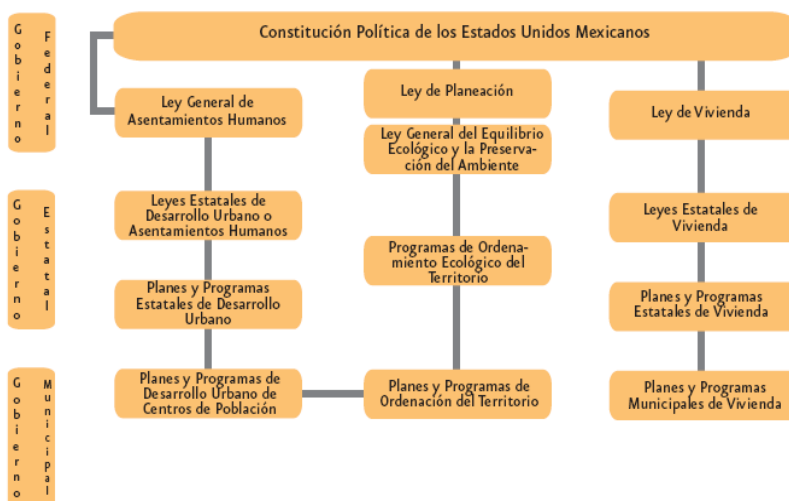 Gobierno Federal
Constitución Política de los Estados Unidos Mexicanos
Ley General de
Asentamientos Humanos
Ley de Planeación
Ley General del Equilibrio
Ecológico y la Preserva-
ción del Ambiente
Ley de Vivienda
Gobierno Estatal
Leyes Estatales de
Desarrollo Urbano o
Asentamientos Humanos
Programas de Ordena-
miento Ecológico del
Territorio
Leyes Estatales de
Vivienda
Planes y Programas
Estatales de Desarrollo
Urbano
Planes y Programas
Estatales de Vivienda
Gobierno Municipal
Planes y Programas de
Desarrollo Urbano de
Centros de Población
Planes y Programas de
Ordenación del Territorio
Planes y Programas
Municipales de Vivienda